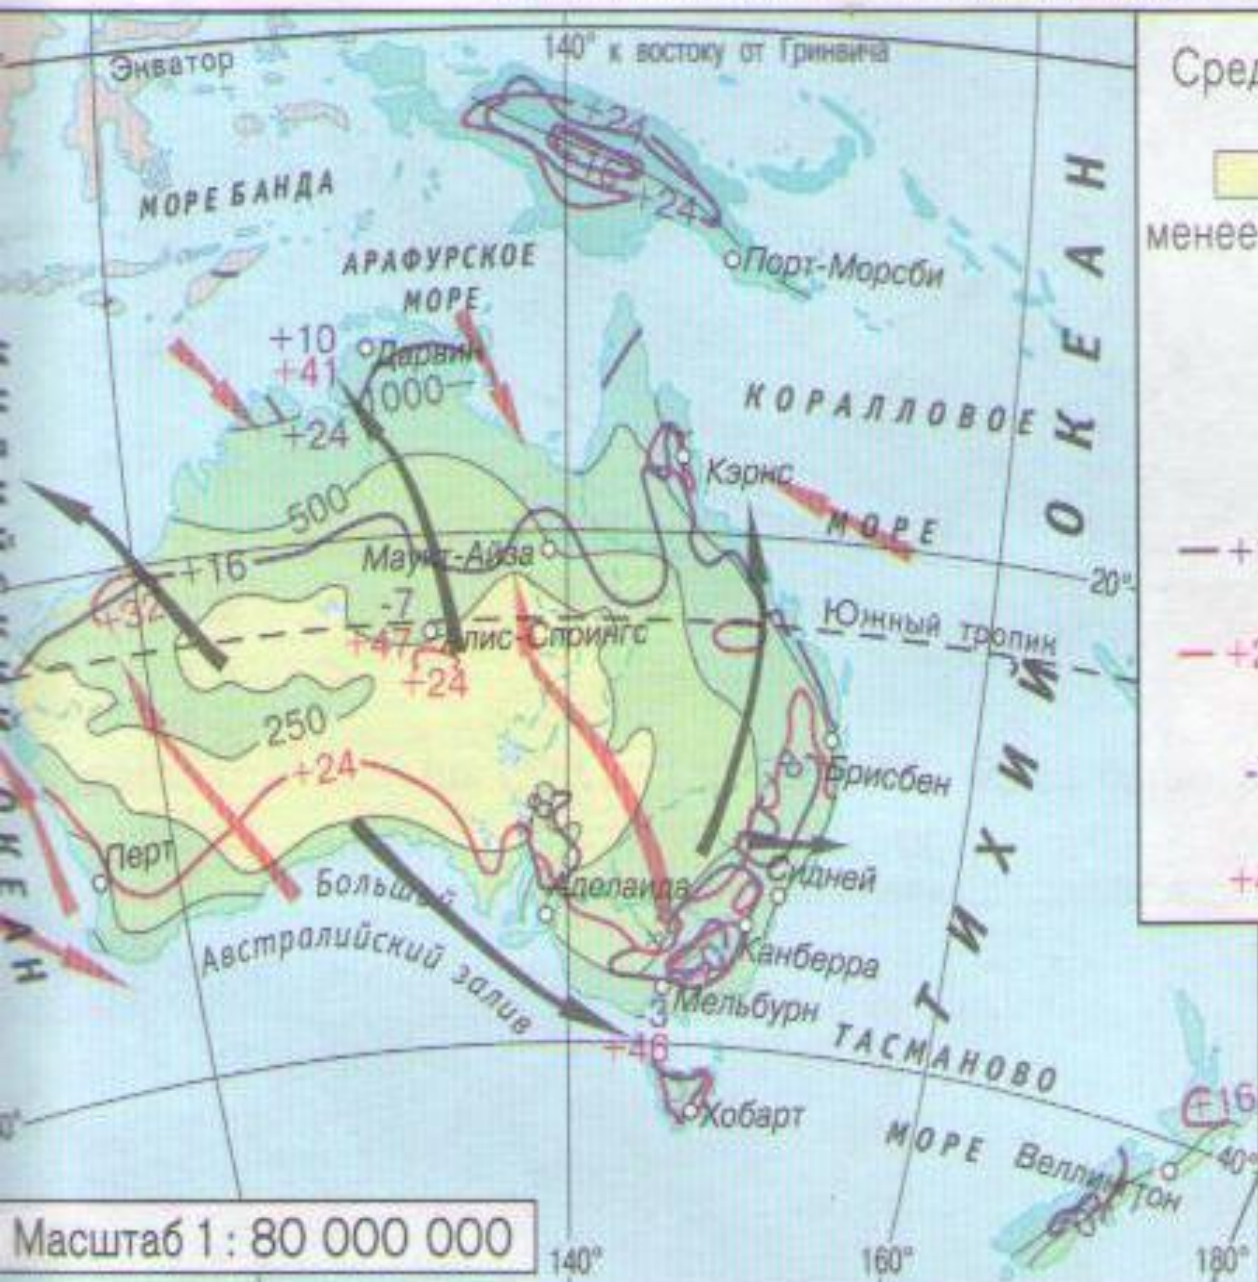 140° к востоку от Гринвича
Экватор
Сред
менее
+24
+16
+24
МОРЕ БАНДА
АРАФУРСКОЕ
МОРЕ
Порт-Морсби
+10
+41
Дарвин
1000
+24
КОРАЛЛОВОЕ
МОРЕ
Кэрнс
500
Маунт-Айза
+16
20°
+32
-7
+47
Алис-Спрингс
+24
Южный тропик
250
+24
Брисбен
Перт
Большой
Австралийский залив
Аделаида
Сидней
Канберра
Мельбурн
-3
+46
ТАСМАНОВО
МОРЕ
Хобарт
Веллингтон
+16
40°
ТИХИЙ ОКЕАН
ИНДИЙСКИЙ ОКЕАН
Масштаб 1 : 80 000 000
140°
160°
180°